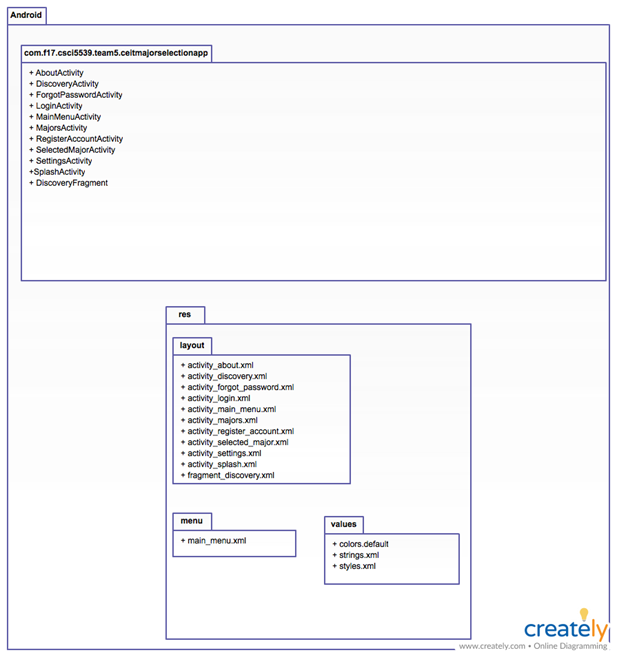 Android
com.f17.csci5539.team5.ceitmajorselectionapp
+ AboutActivity
+ DiscoveryActivity
+ ForgotPasswordActivity
+ LoginActivity
+ MainMenuActivity
+ MajorsActivity
+ RegisterAccountActivity
+ SelectedMajorActivity
+ SettingsActivity
+SplashActivity
+ DiscoveryFragment
res
layout
+ activity_about.xml
+ activity_discovery.xml
+ activity_forgot_password.xml
+ activity_login.xml
+ activity_main_menu.xml
+ activity_majors.xml
+ activity_register_account.xml
+ activity_selected_major.xml
+ activity_settings.xml
+ activity_splash.xml
+ fragment_discovery.xml
menu
+ main_menu.xml
values
+ colors.default
+ strings.xml
+ styles.xml
creately
www.creately.com • Online Diagramming